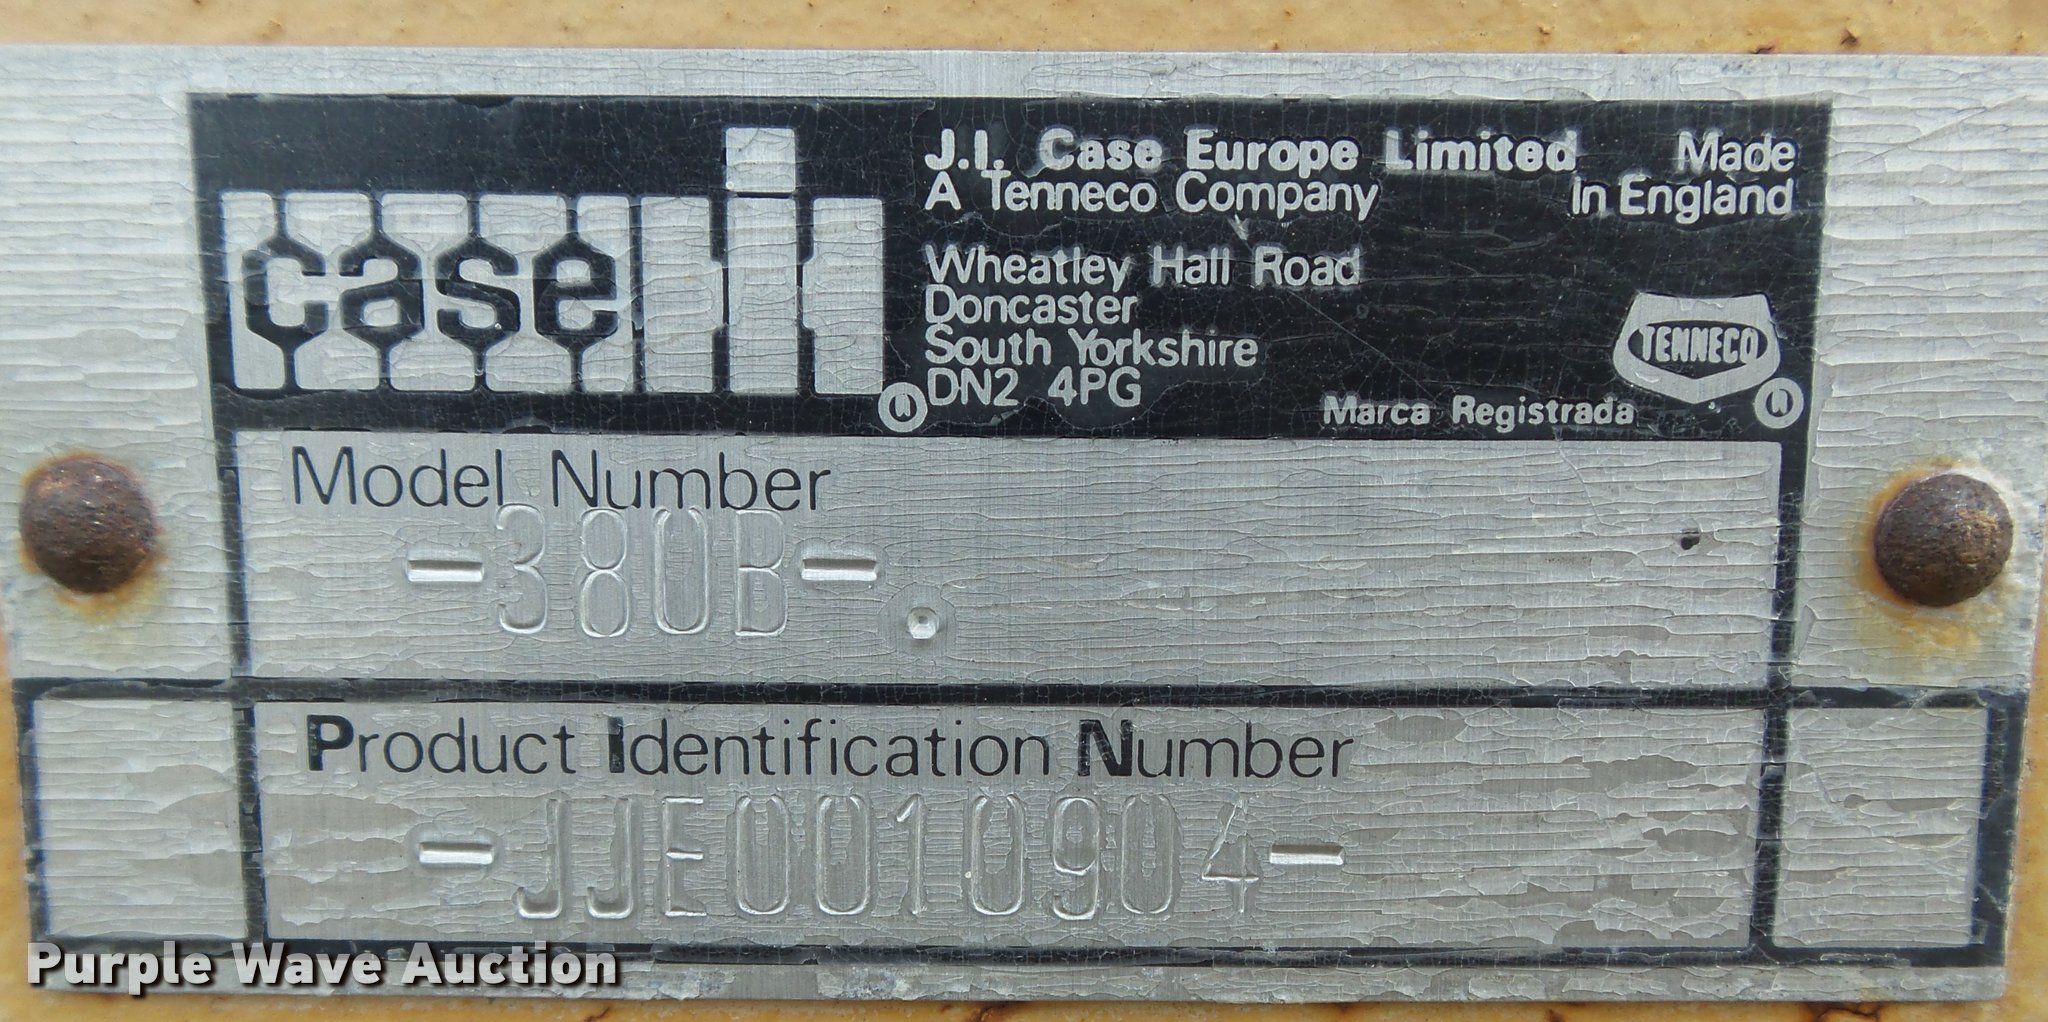 case IH
J.I. Case Europe Limited
A Tenneco Company
Made
In England
Wheatley Hall Road
Doncaster
South Yorkshire
DN2 4PG
TENNECO
Marca Registrada
Model Number
-380B-
Product Identification Number
-JJE0010904-
Purple Wave Auction